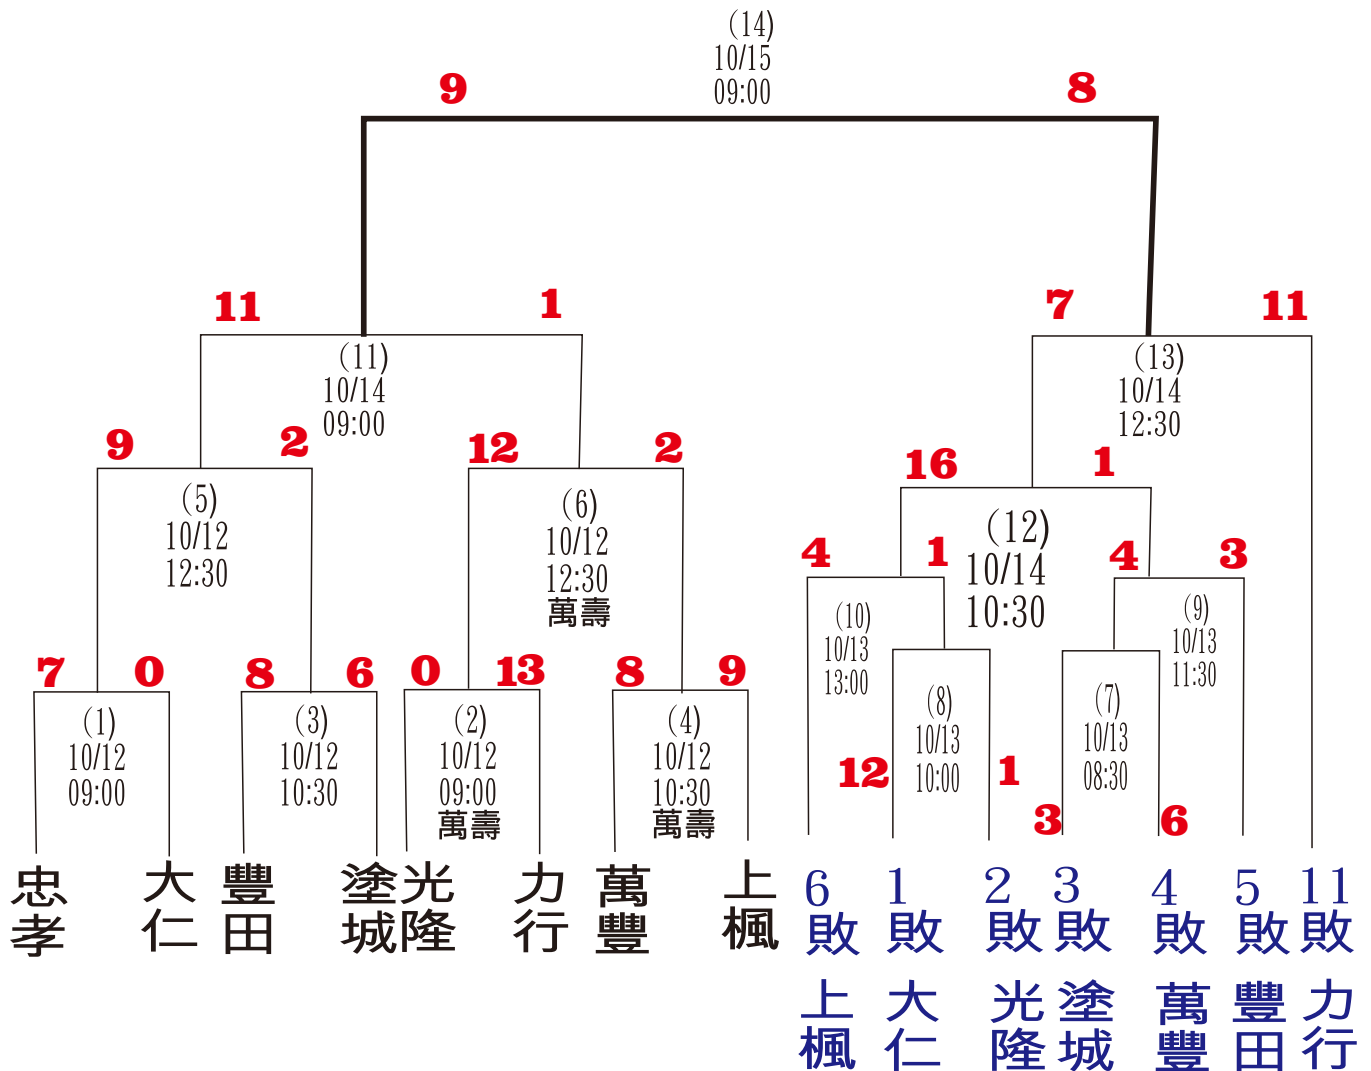 (14)
10/15
09:00
9
8
11
1
7
11
(11)
10/14
09:00
(13)
10/14
12:30
9
2
12
2
16
1
(5)
10/12
12:30
(6)
10/12
12:30
萬壽
(12)
10/14
10:30
4
1
4
3
(10)
10/13
13:00
(9)
10/13
11:30
7
0
8
6
0
13
8
9
(1)
10/12
09:00
(3)
10/12
10:30
(2)
10/12
09:00
萬壽
(4)
10/12
10:30
萬壽
(8)
10/13
10:00
(7)
10/13
08:30
12
1
3
6
忠孝
大仁
豐田
塗城
光隆
力行
萬豐
上楓
6敗
上楓
1敗
大仁
2敗
光隆
3敗
塗城
4敗
萬豐
5敗
豐田
11敗
力行